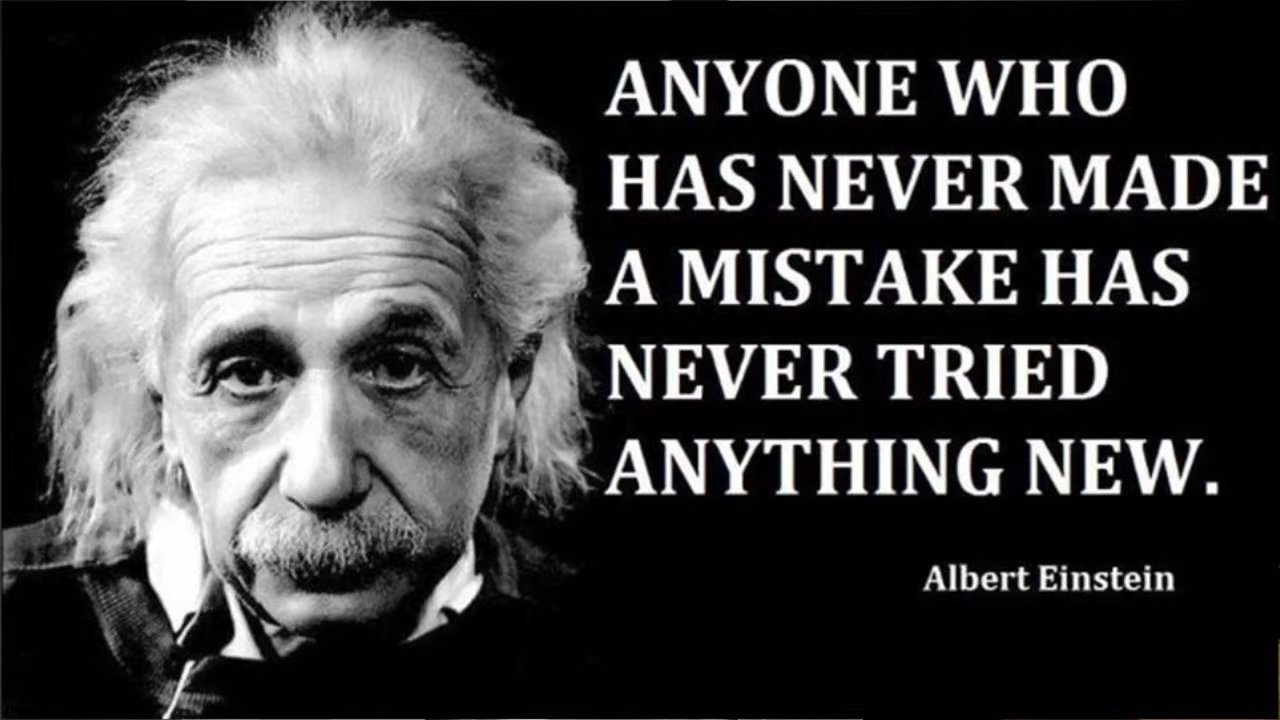 ANYONE WHO
HAS NEVER MADE
A MISTAKE HAS
NEVER TRIED
ANYTHING NEW.
Albert Einstein